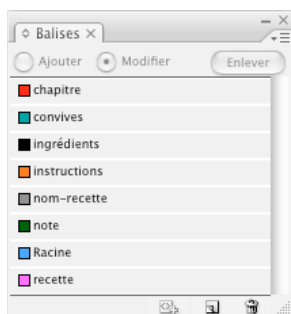 Balises
Ajouter Modifier Enlever
chapitre
convives
ingrédients
instructions
nom-recette
note
Racine
recette